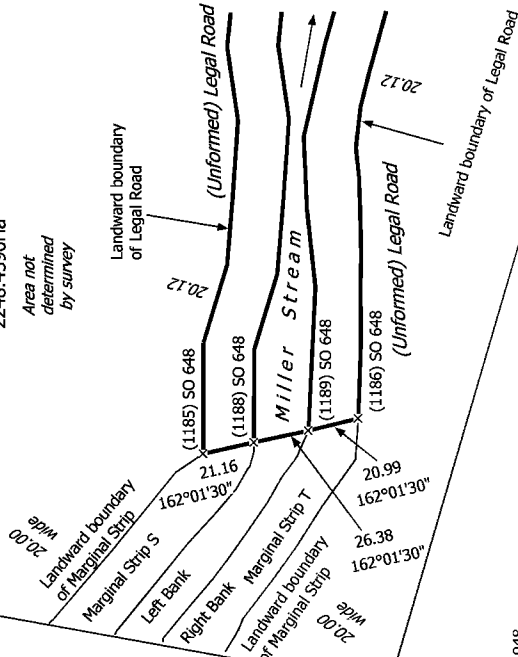 Area not
determined
by survey
Landward boundary
of Legal Road
(Unformed) Legal Road
20.12
20.12
(1185) SO 648
(1188) SO 648
Miller Stream
(1189) SO 648
(1186) SO 648
(Unformed) Legal Road
Landward boundary of Legal Road
20.00
wide
Landward boundary
of Marginal Strip
Marginal Strip S
Left Bank
Right Bank
Marginal Strip T
Landward boundary
of Marginal Strip
20.00
wide
21.16
162°01'30"
20.99
162°01'30"
26.38
162°01'30"